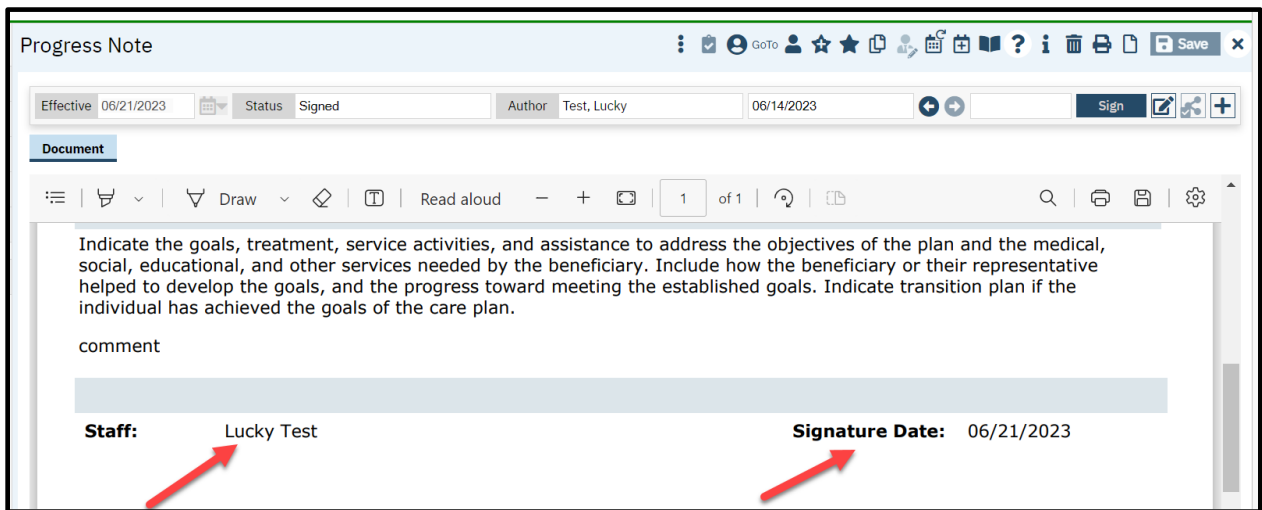 Progress Note GoTo Save
Effective 06/21/2023 Status Signed Author Test, Lucky 06/14/2023 Sign
Document
Draw Read aloud 1 of 1
Indicate the goals, treatment, service activities, and assistance to address the objectives of the plan and the medical,
social, educational, and other services needed by the beneficiary. Include how the beneficiary or their representative
helped to develop the goals, and the progress toward meeting the established goals. Indicate transition plan if the
individual has achieved the goals of the care plan.
comment
Staff: Lucky Test Signature Date: 06/21/2023